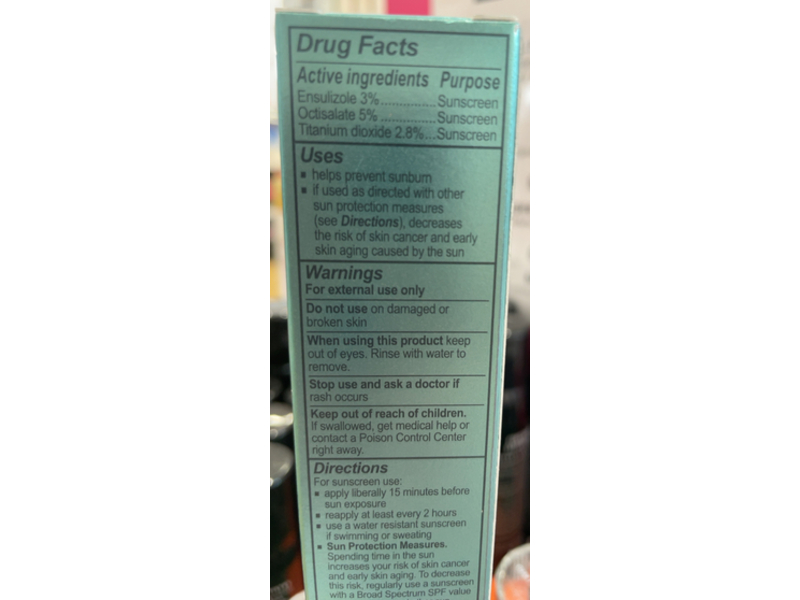 Drug Facts
Active ingredients Purpose
Ensulizole 3%................Sunscreen
Octisalate 5%................Sunscreen
Titanium dioxide 2.8%...Sunscreen
Uses
▪ helps prevent sunburn
▪ if used as directed with other
sun protection measures
(see Directions), decreases
the risk of skin cancer and early
skin aging caused by the sun
Warnings
For external use only
Do not use on damaged or
broken skin
When using this product keep
out of eyes. Rinse with water to
remove.
Stop use and ask a doctor if
rash occurs
Keep out of reach of children.
If swallowed, get medical help or
contact a Poison Control Center
right away.
Directions
For sunscreen use:
▪ apply liberally 15 minutes before
sun exposure
▪ reapply at least every 2 hours
▪ use a water resistant sunscreen
if swimming or sweating
▪ Sun Protection Measures.
Spending time in the sun
increases your risk of skin cancer
and early skin aging. To decrease
this risk, regularly use a sunscreen
with a Broad Spectrum SPF value